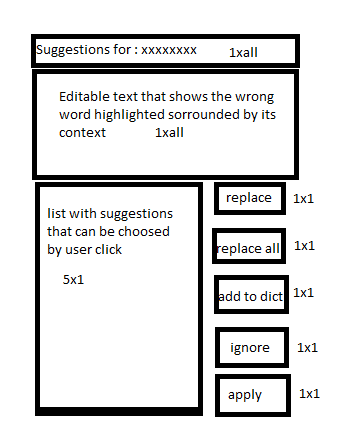 Suggestions for : xxxxxxxx 1xall
Editable text that shows the wrong
word highlighted sorrounded by its
context 1xall
list with suggestions
that can be choosed
by user click
5x1
replace 1x1
replace all 1x1
add to dict 1x1
ignore 1x1
apply 1x1